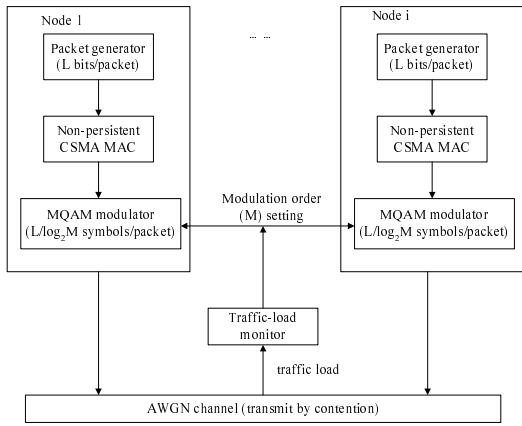 Node 1
Packet generator
(L bits/packet)
Non-persistent
CSMA MAC
MQAM modulator
(L/log2M symbols/packet)
... ...
Node i
Packet generator
(L bits/packet)
Non-persistent
CSMA MAC
MQAM modulator
(L/log2M symbols/packet)
Modulation order
(M) setting
Traffic-load
monitor
traffic load
AWGN channel (transmit by contention)